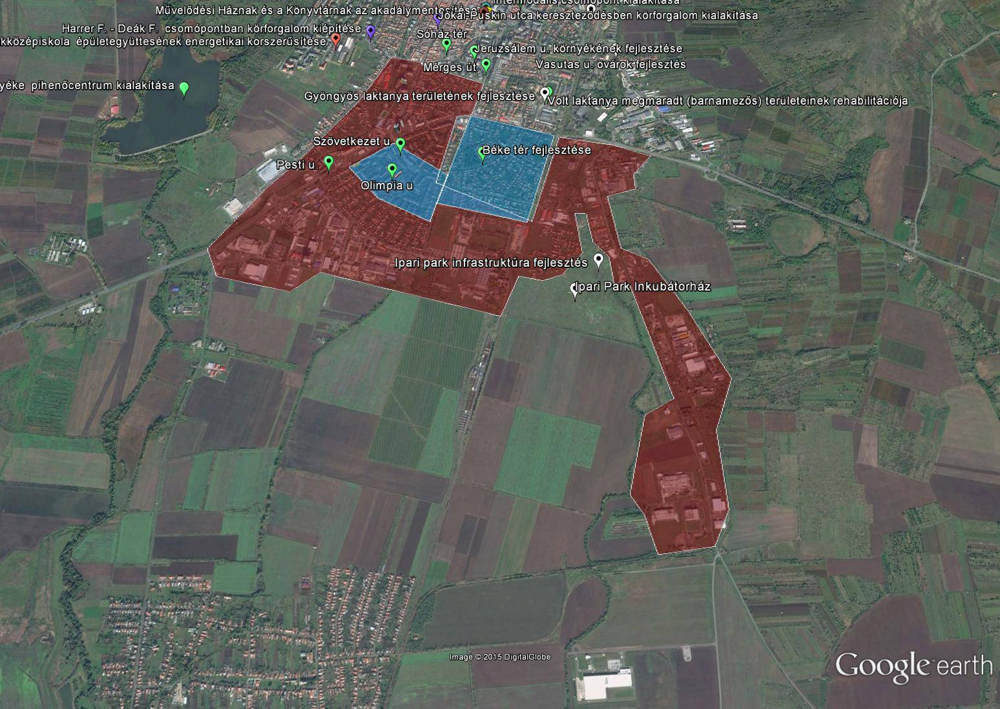 Intermodális csomópont kialakítása
Művelődési Háznak és a Könyvtárnak az akadálymentesítése
Jókai-Puskin utca kereszteződésben körforgalom kialakítása
Harrer F. - Deák F. csomópontban körforgalom kiépítése
Sóház tér
kközépiskola épületegyüttesének energetikai korszerűsítése
Jeruzsálem u. környékének fejlesztése
Mérges út
Vasutas u. óvárok fejlesztés
yéke pihenőcentrum kialakítása
Gyöngyös laktanya területének fejlesztése
Volt laktanya megmaradt (barnamezős) területeinek rehabilitációja
Szövetkezet u
Béke tér fejlesztése
Pesti u.
Olimpia u
Ipari park infrastruktúra fejlesztés
Ipari Park Inkubátorház
Image © 2015 DigitalGlobe
Google earth